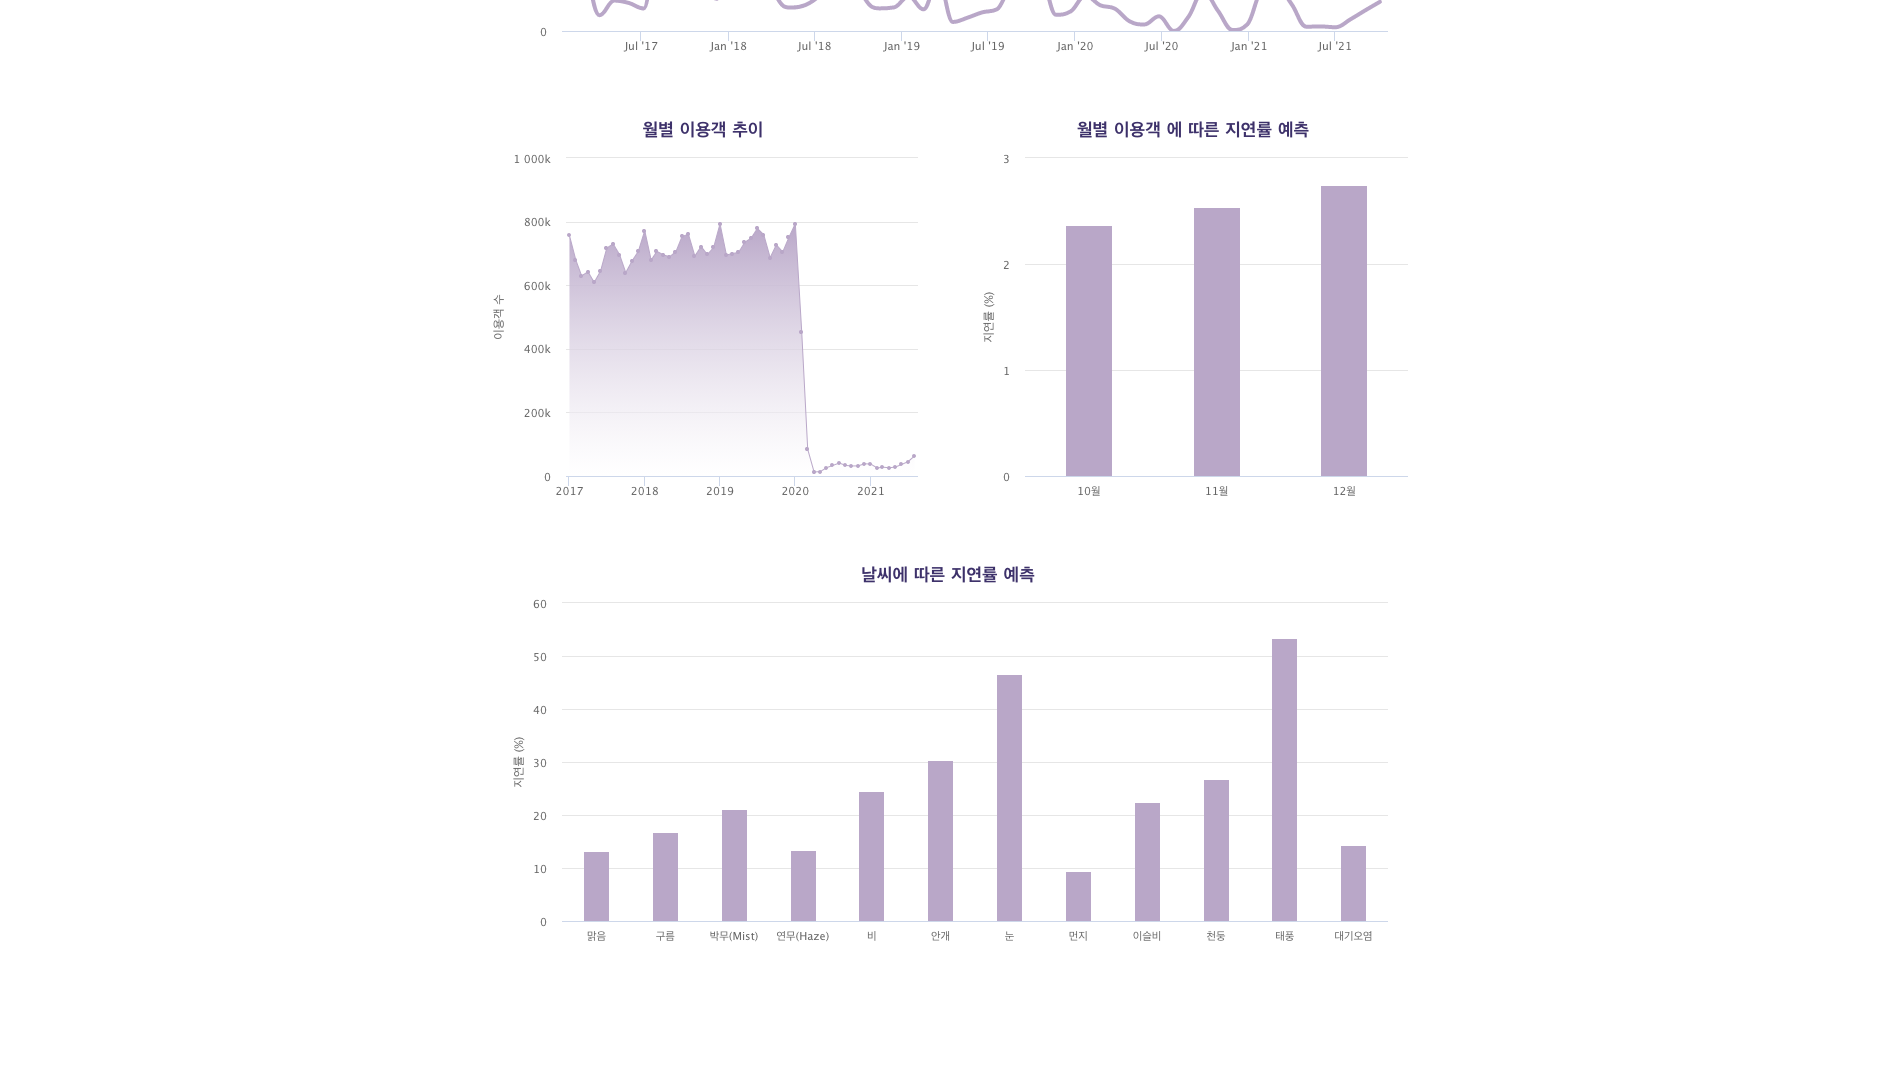 0
Jul '17 Jan '18 Jul '18 Jan '19 Jul '19 Jan '20 Jul '20 Jan '21 Jul '21
월별 이용객 추이
이용객 수
1 000k
800k
600k
400k
200k
0
2017 2018 2019 2020 2021
월별 이용객 에 따른 지연률 예측
지연률 (%)
3
2
1
0
10월 11월 12월
날씨에 따른 지연률 예측
지연률 (%)
60
50
40
30
20
10
0
맑음 구름 박무(Mist) 연무(Haze) 비 안개 눈 먼지 이슬비 천둥 태풍 대기오염